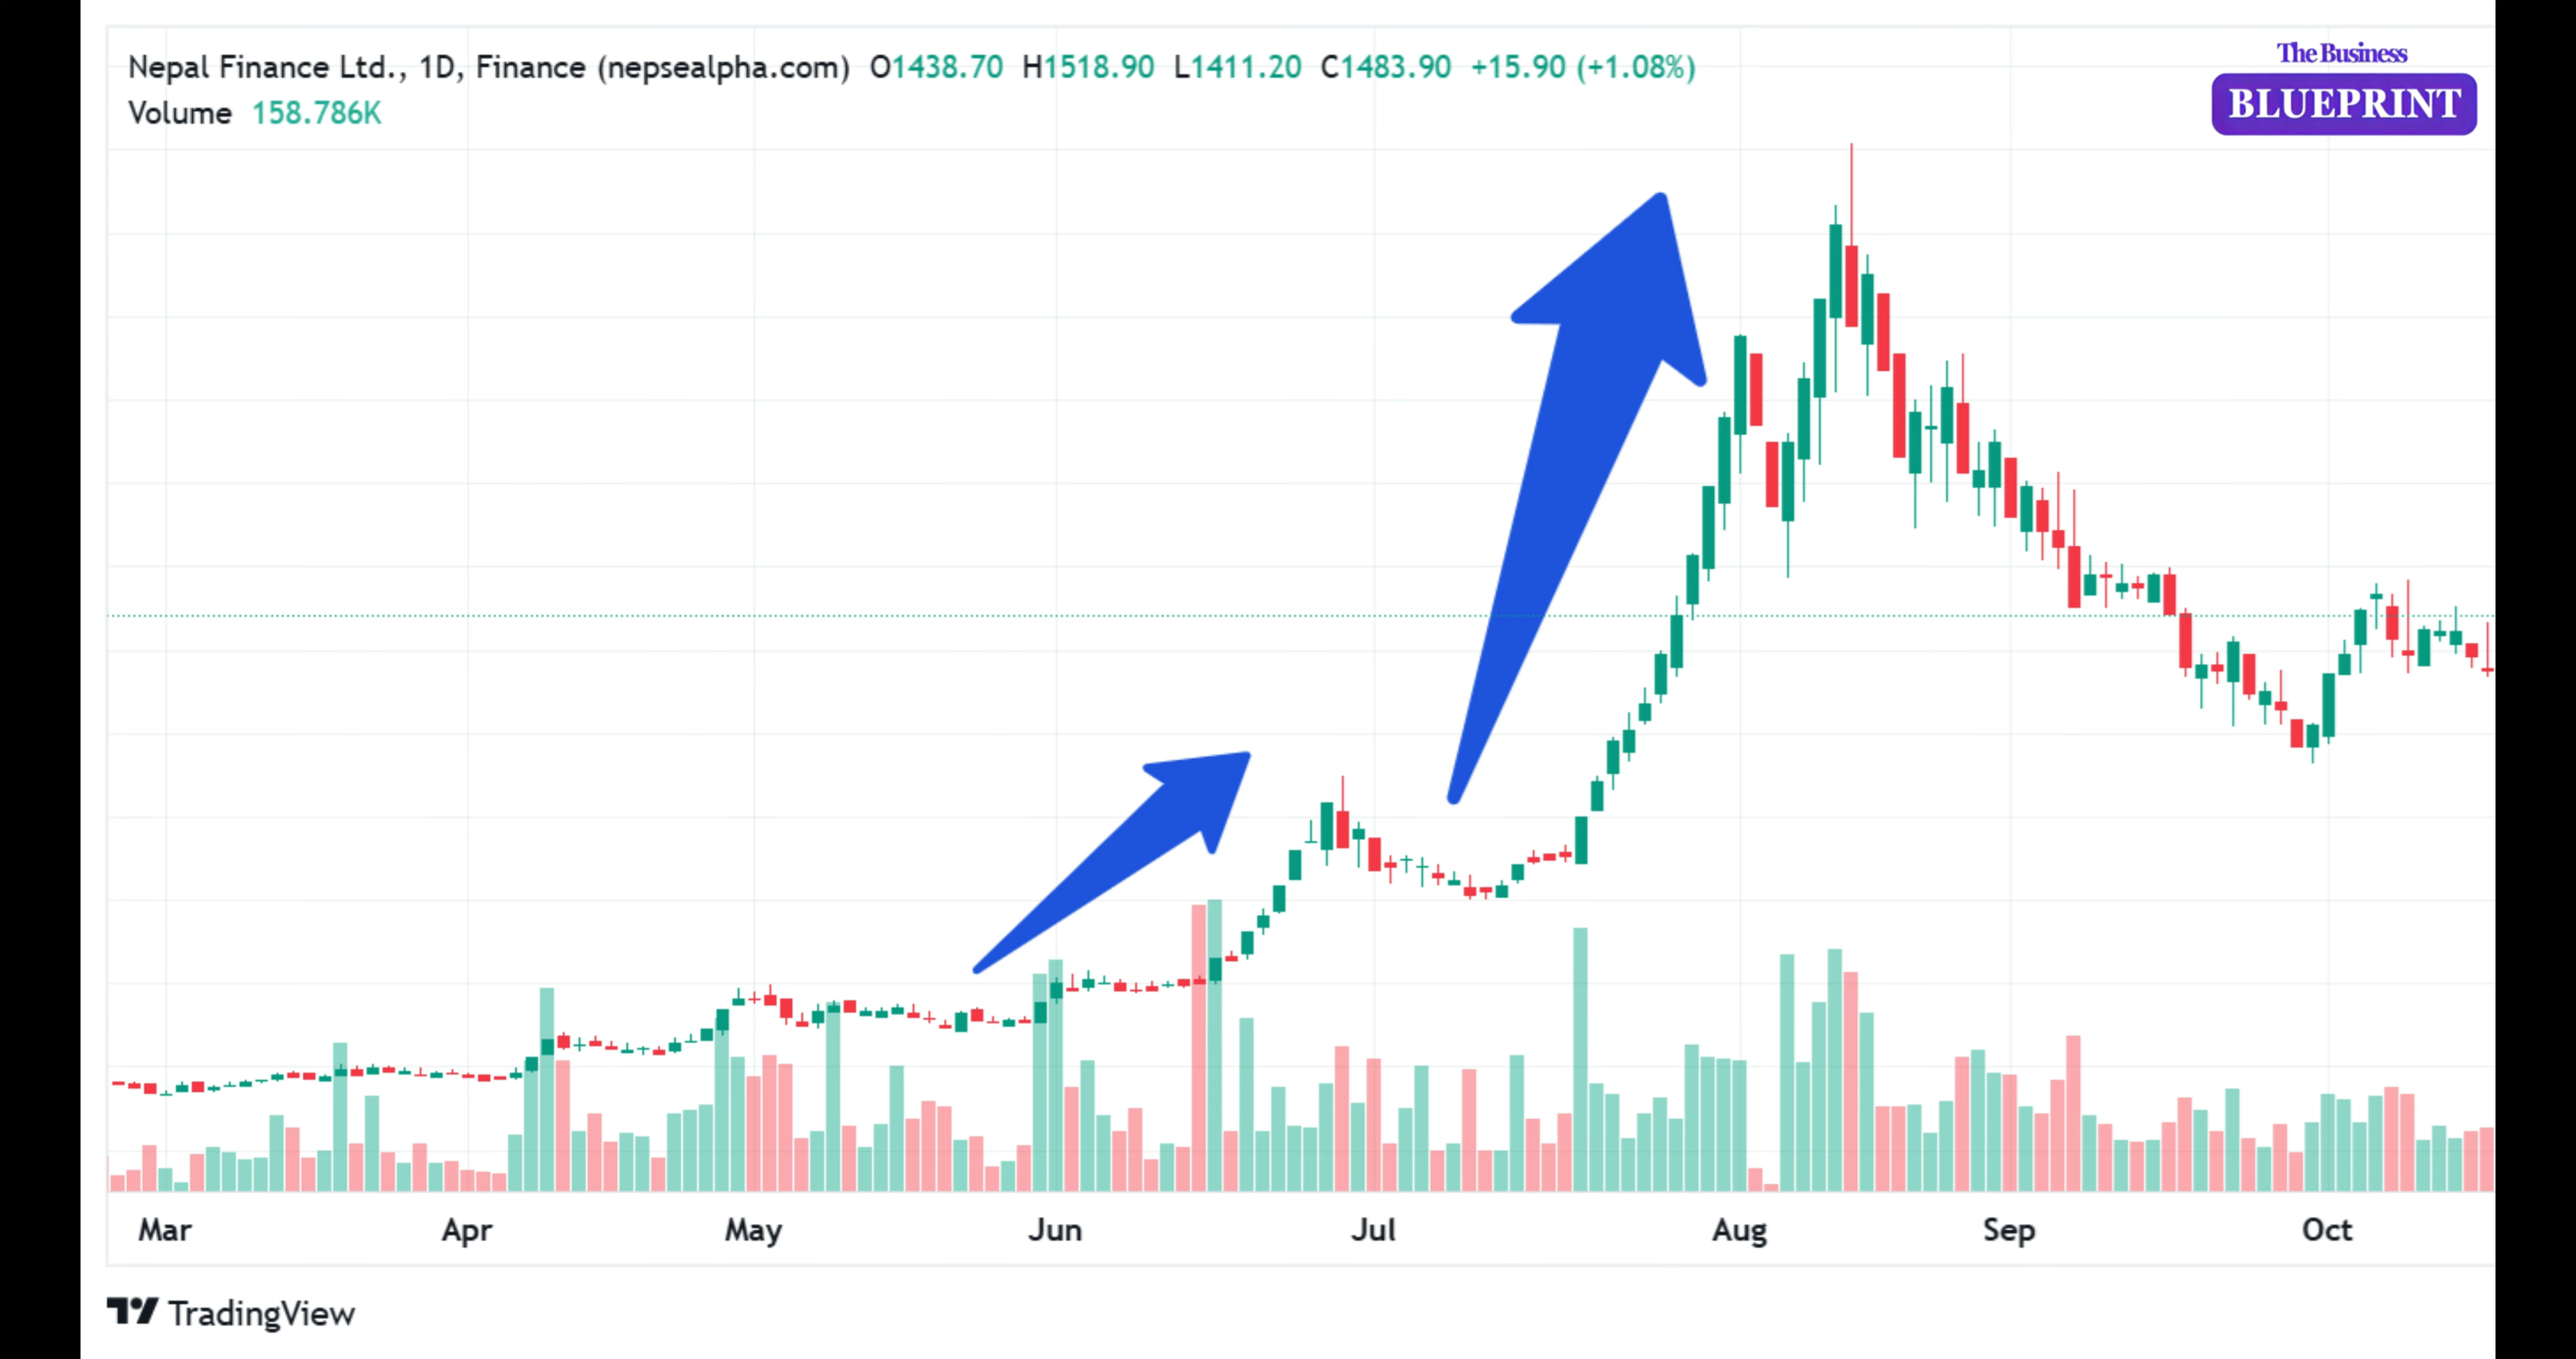 Nepal Finance Ltd., 1D, Finance (nepsealpha.com) O1438.70 H1518.90 L1411.20 C1483.90 +15.90 (+1.08%)
Volume 158.786K
The Business
BLUEPRINT
Mar Apr May Jun Jul Aug Sep Oct
TradingView